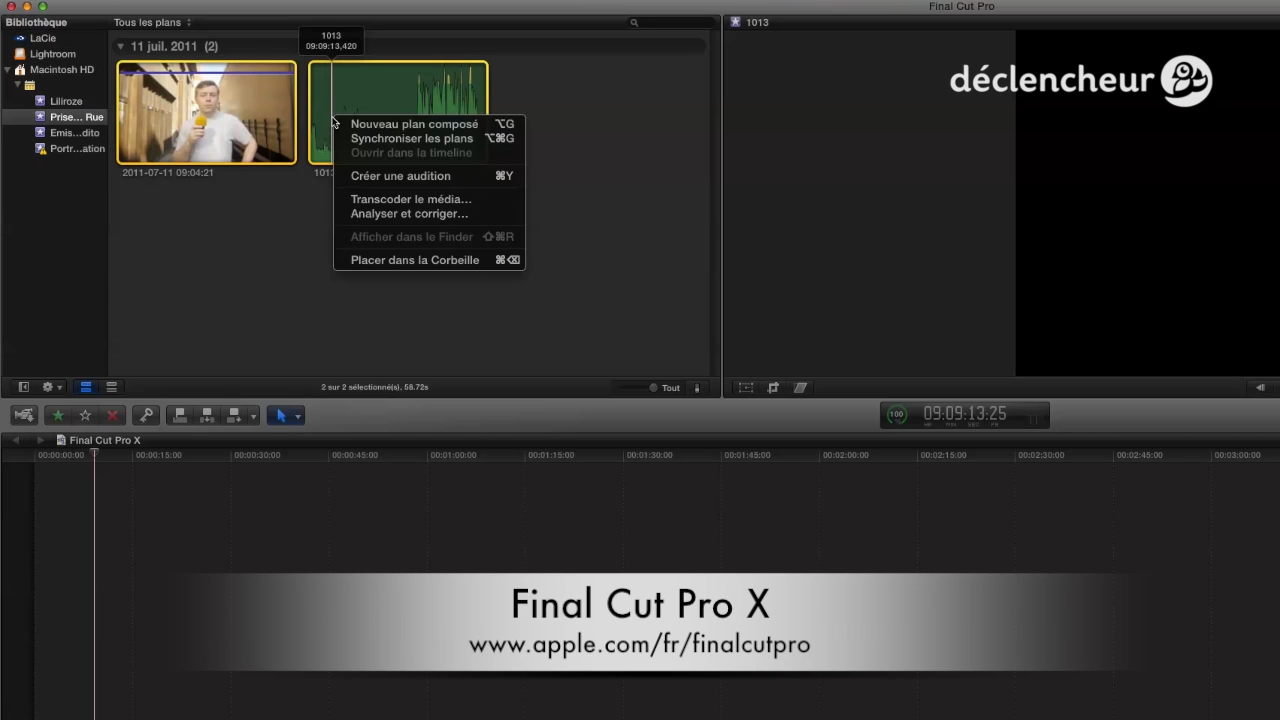 Final Cut Pro
Bibliothèque
Tous les plans
1013
LaCie
1013
09:09:13,420
11 juil. 2011 (2)
Lightroom
Macintosh HD
déclencheur
Liliroze
Prise... Rue
Emis...dito
Portr...ation
Nouveau plan composé ⌥G
Synchroniser les plans ⌥⌘G
Ouvrir dans la timeline
2011-07-11 09:04:21
1013
Créer une audition ⌘Y
Transcoder le média...
Analyser et corriger...
Afficher dans le Finder ⇧⌘R
Placer dans la Corbeille ⌘⌫
2 sur 2 sélectionné(s), 58.72s
Tout
100
09:09:13:25
Final Cut Pro X
00:00:00:00 00:00:15:00 00:00:30:00 00:00:45:00 00:01:00:00 00:01:15:00 00:01:30:00 00:01:45:00 00:02:00:00 00:02:15:00 00:02:30:00 00:02:45:00 00:03:00:00
Final Cut Pro X
www.apple.com/fr/finalcutpro